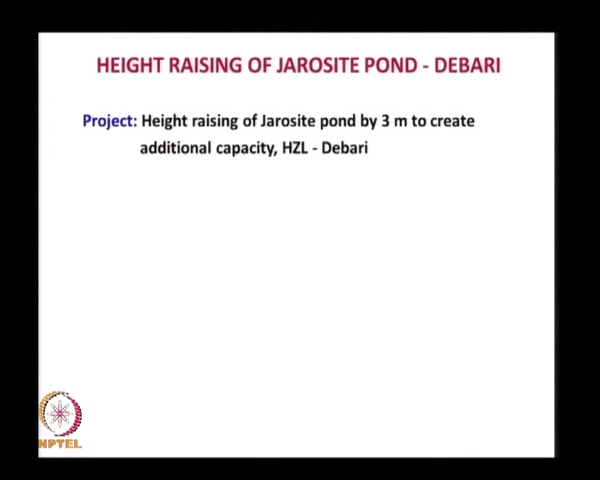 HEIGHT RAISING OF JAROSITE POND - DEBARI
Project: Height raising of Jarosite pond by 3 m to create
additional capacity, HZL - Debari
NPTEL